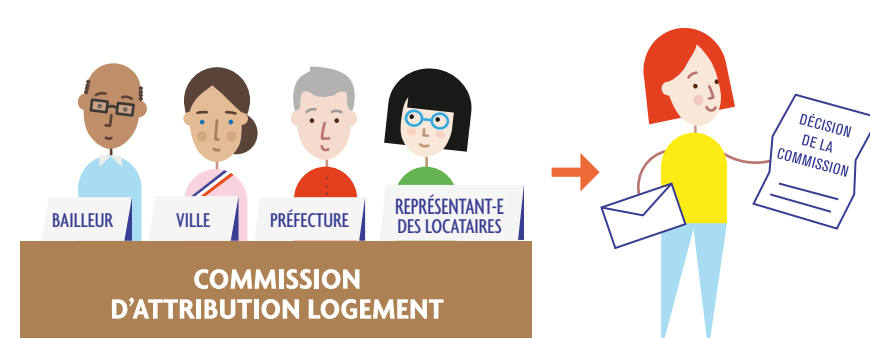 BAILLEUR
VILLE
PRÉFECTURE
REPRÉSENTANT-E
DES LOCATAIRES
COMMISSION
D'ATTRIBUTION LOGEMENT
DÉCISION
DE LA
COMMISSION